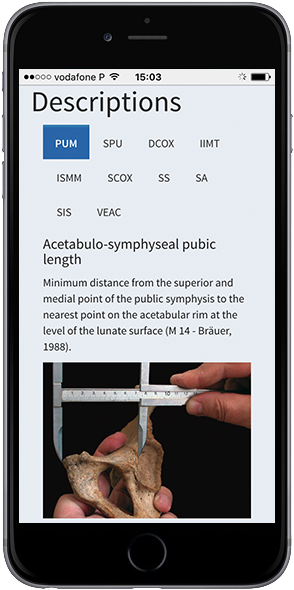 vodafone P 15:03
Descriptions
PUM SPU DCOX IIMT
ISMM SCOX SS SA
SIS VEAC
Acetabulo-symphyseal pubic
length
Minimum distance from the superior and
medial point of the public symphysis to the
nearest point on the acetabular rim at the
level of the lunate surface (M 14 - Bräuer,
1988).